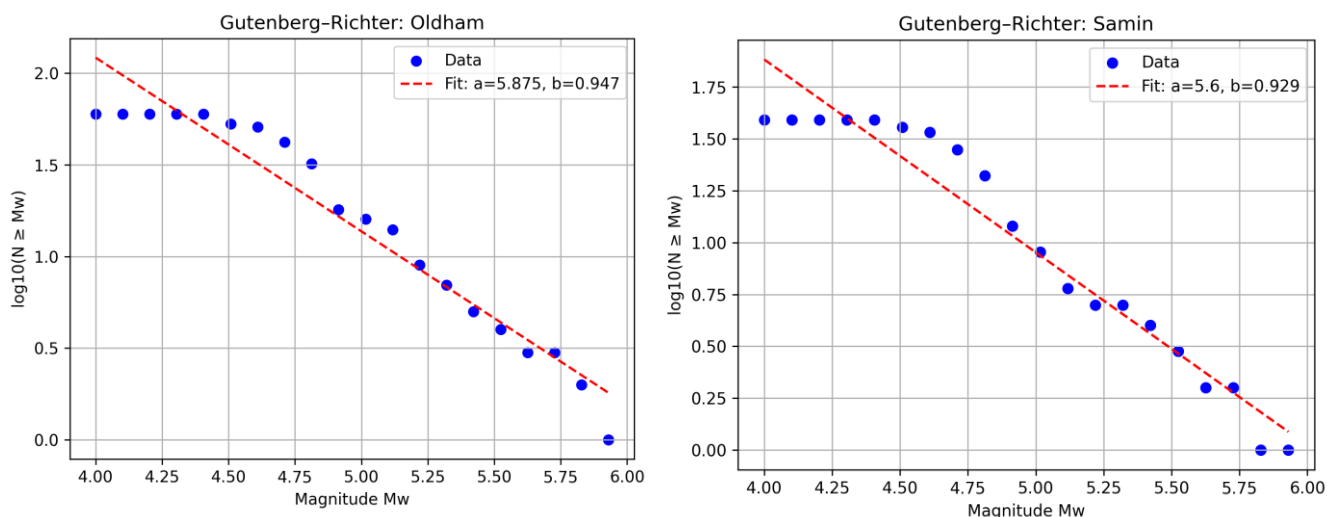 Gutenberg–Richter: Oldham
Data
Fit: a=5.875, b=0.947
log10(N ≥ Mw)
2.0
1.5
1.0
0.5
0.0
4.00 4.25 4.50 4.75 5.00 5.25 5.50 5.75 6.00
Magnitude Mw
Gutenberg–Richter: Samin
Data
Fit: a=5.6, b=0.929
log10(N ≥ Mw)
1.75
1.50
1.25
1.00
0.75
0.50
0.25
0.00
4.00 4.25 4.50 4.75 5.00 5.25 5.50 5.75 6.00
Magnitude Mw